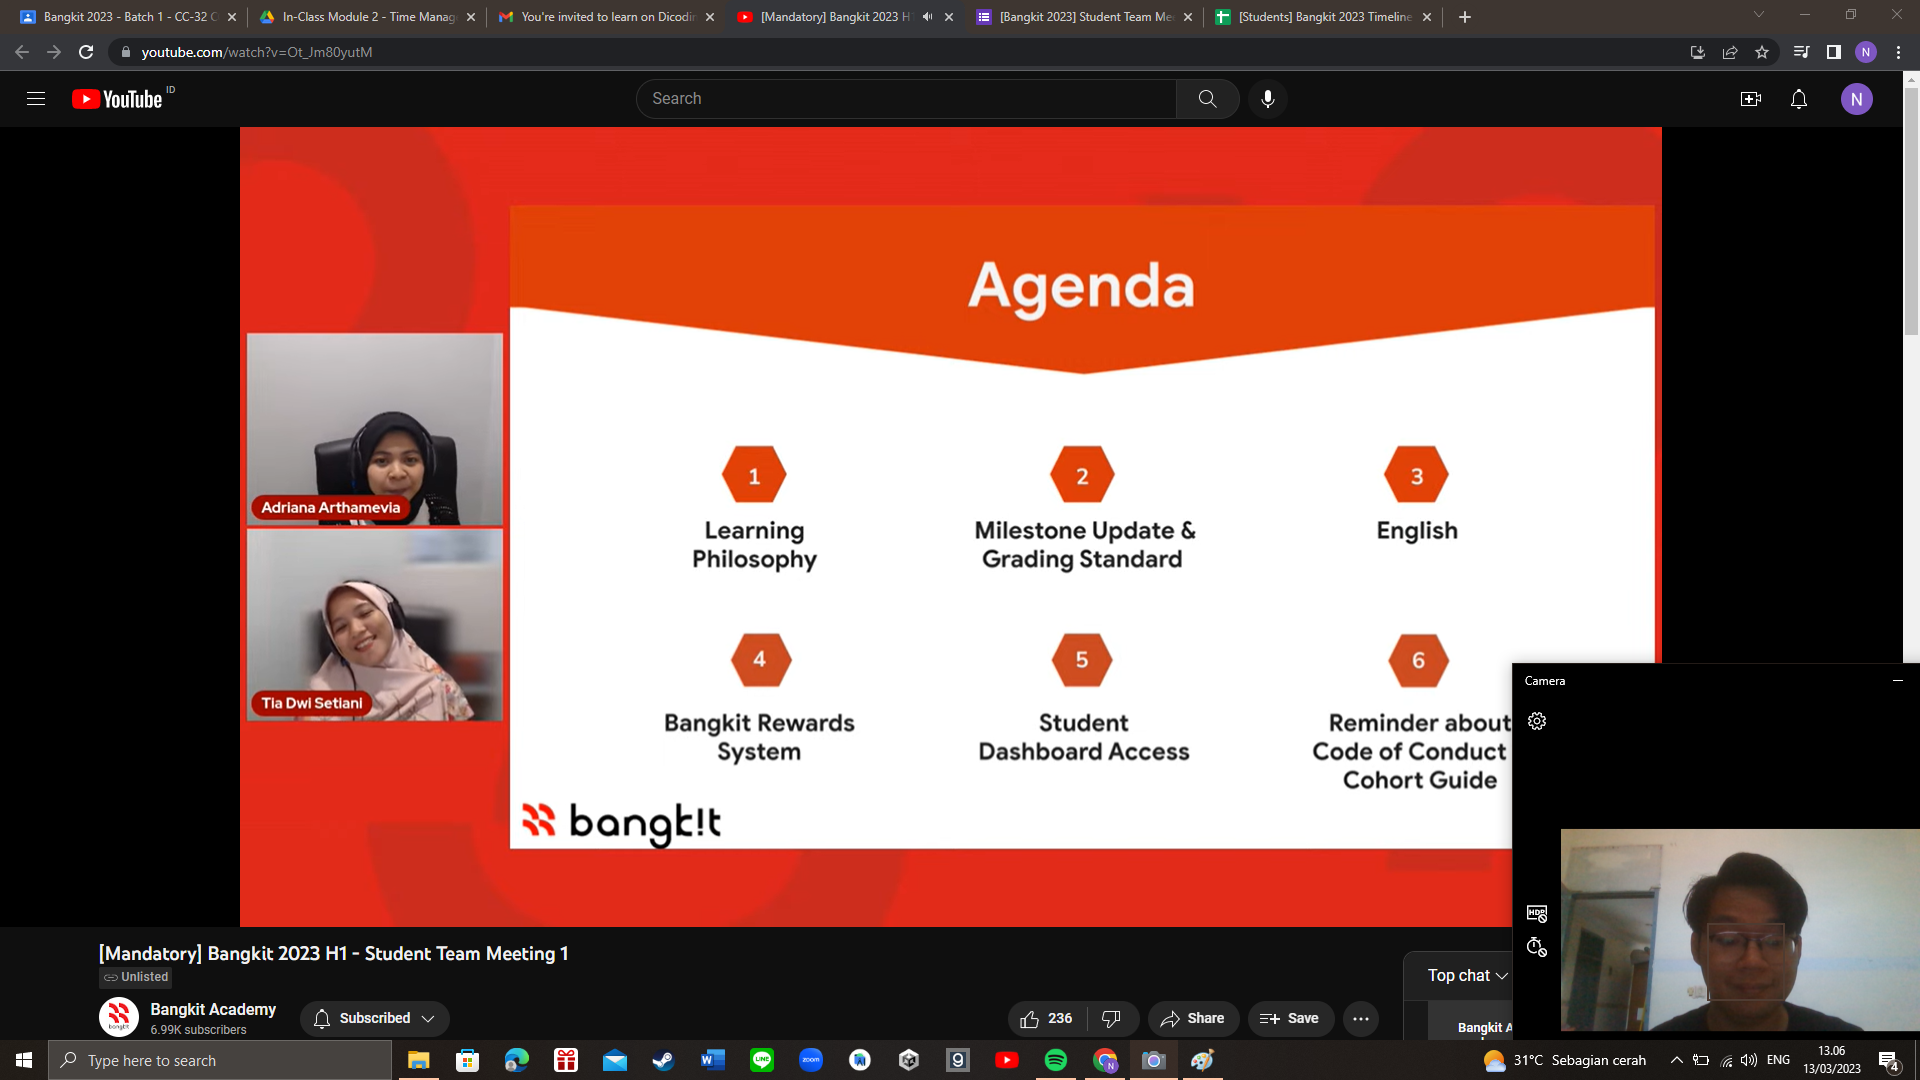 Bangkit 2023 - Batch 1 - CC-32 
In-Class Module 2 - Time Manag
You're invited to learn on Dicodin
[Mandatory] Bangkit 2023 H1
[Bangkit 2023] Student Team Me
[Students] Bangkit 2023 Timeline
youtube.com/watch?v=Ot_Jm80yutM
N
YouTube ID
Search
N
Agenda
Adriana Arthamevia
Tia Dwi Setiani
1
2
3
Learning
Philosophy
Milestone Update &
Grading Standard
English
4
5
6
Bangkit Rewards
System
Student
Dashboard Access
Reminder about
Code of Conduct
Cohort Guide
bangk!t
Camera
HDR
[Mandatory] Bangkit 2023 H1 - Student Team Meeting 1
Unlisted
bangk!t
Bangkit Academy
6.99K subscribers
Subscribed
236
Share
Save
Top chat
Bangkit A
Type here to search
zoom
31°C Sebagian cerah
ENG
13.06
13/03/2023
4